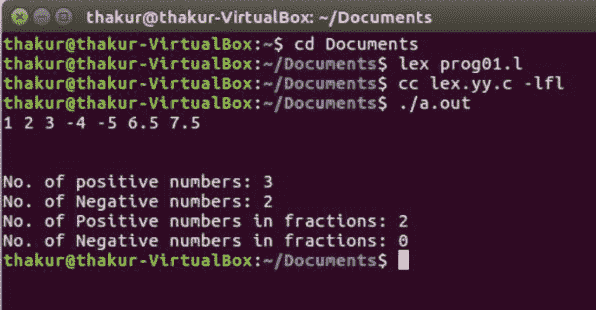 thakur@thakur-VirtualBox: ~/Documents
thakur@thakur-VirtualBox:~$ cd Documents
thakur@thakur-VirtualBox:~/Documents$ lex prog01.l
thakur@thakur-VirtualBox:~/Documents$ cc lex.yy.c -lfl
thakur@thakur-VirtualBox:~/Documents$ ./a.out
1 2 3 -4 -5 6.5 7.5
No. of positive numbers: 3
No. of Negative numbers: 2
No. of Positive numbers in fractions: 2
No. of Negative numbers in fractions: 0
thakur@thakur-VirtualBox:~/Documents$